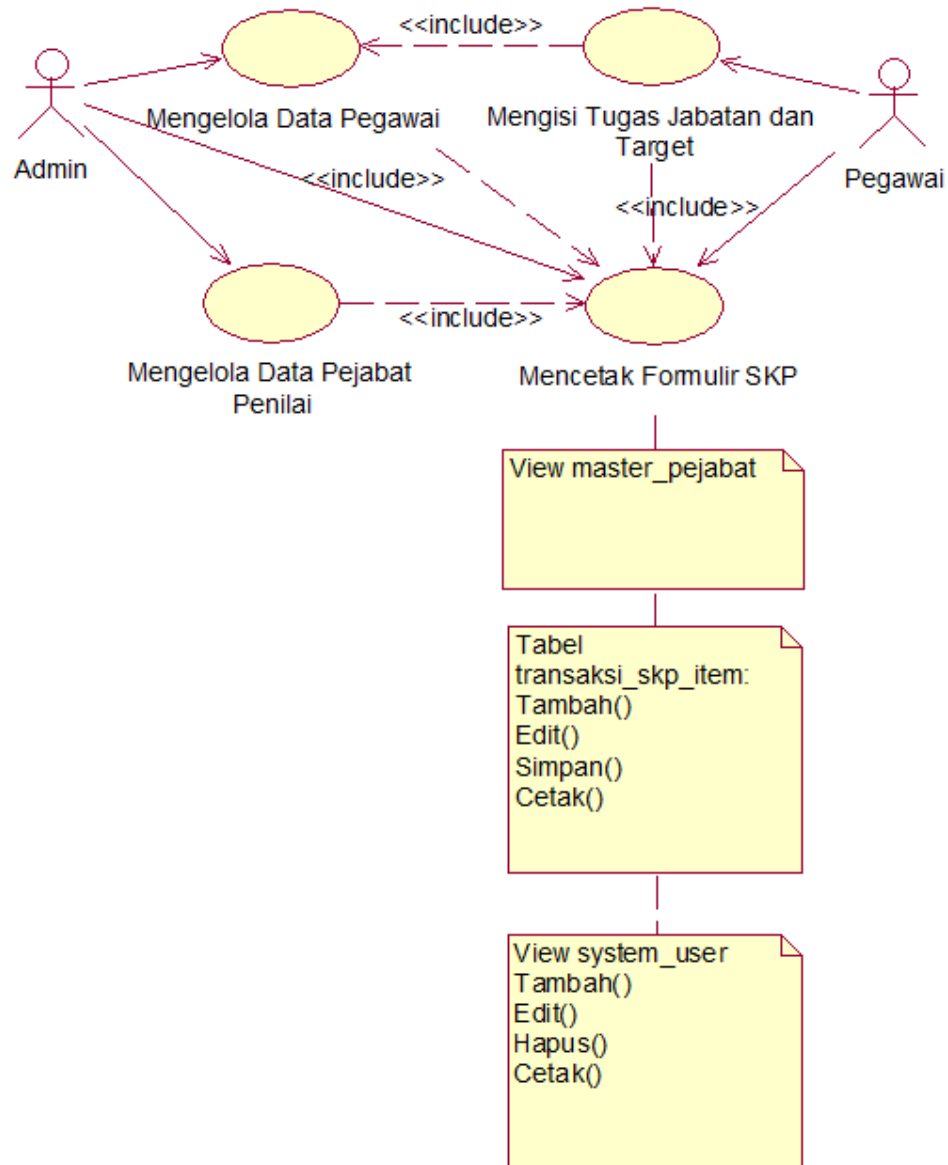 <<include>>
Mengelola Data Pegawai
Mengisi Tugas Jabatan dan
Target
Admin
Pegawai
<<include>>
<<include>>
<<include>>
Mengelola Data Pejabat
Penilai
Mencetak Formulir SKP
View master_pejabat
Tabel
transaksi_skp_item:
Tambah()
Edit()
Simpan()
Cetak()
View system_user
Tambah()
Edit()
Hapus()
Cetak()